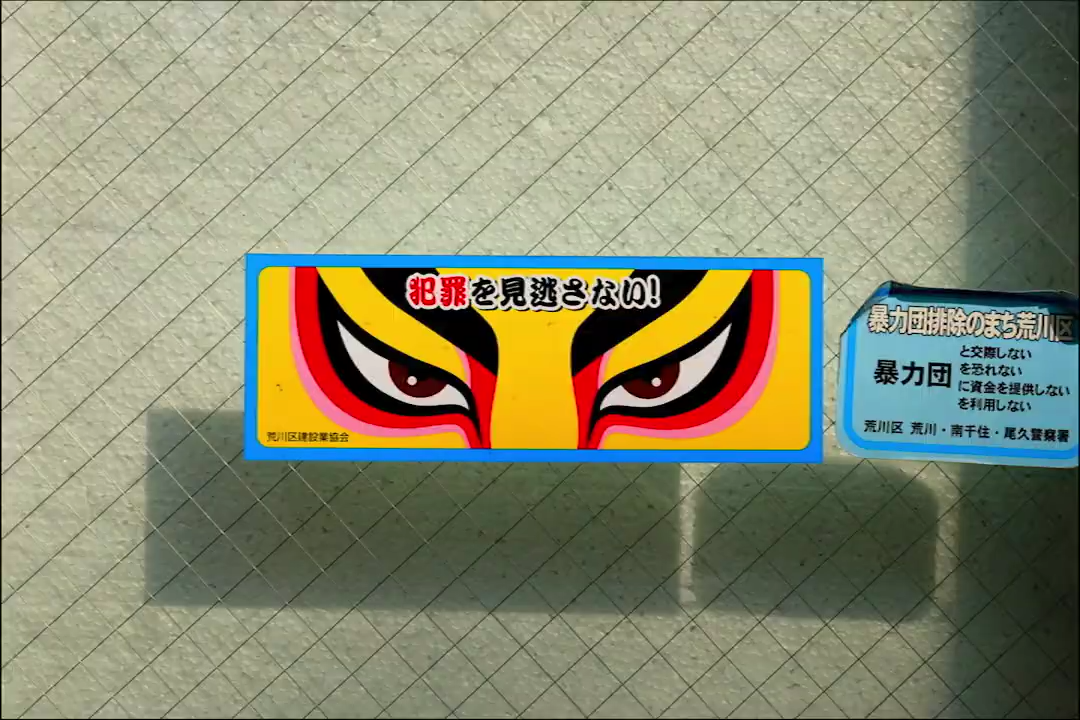 犯罪を見逃さない!
荒川区建設業協会
暴力団排除のまち荒川区
暴力団
と交際しない
を恐れない
に資金を提供しない
を利用しない
荒川区 荒川・南千住・尾久警察署